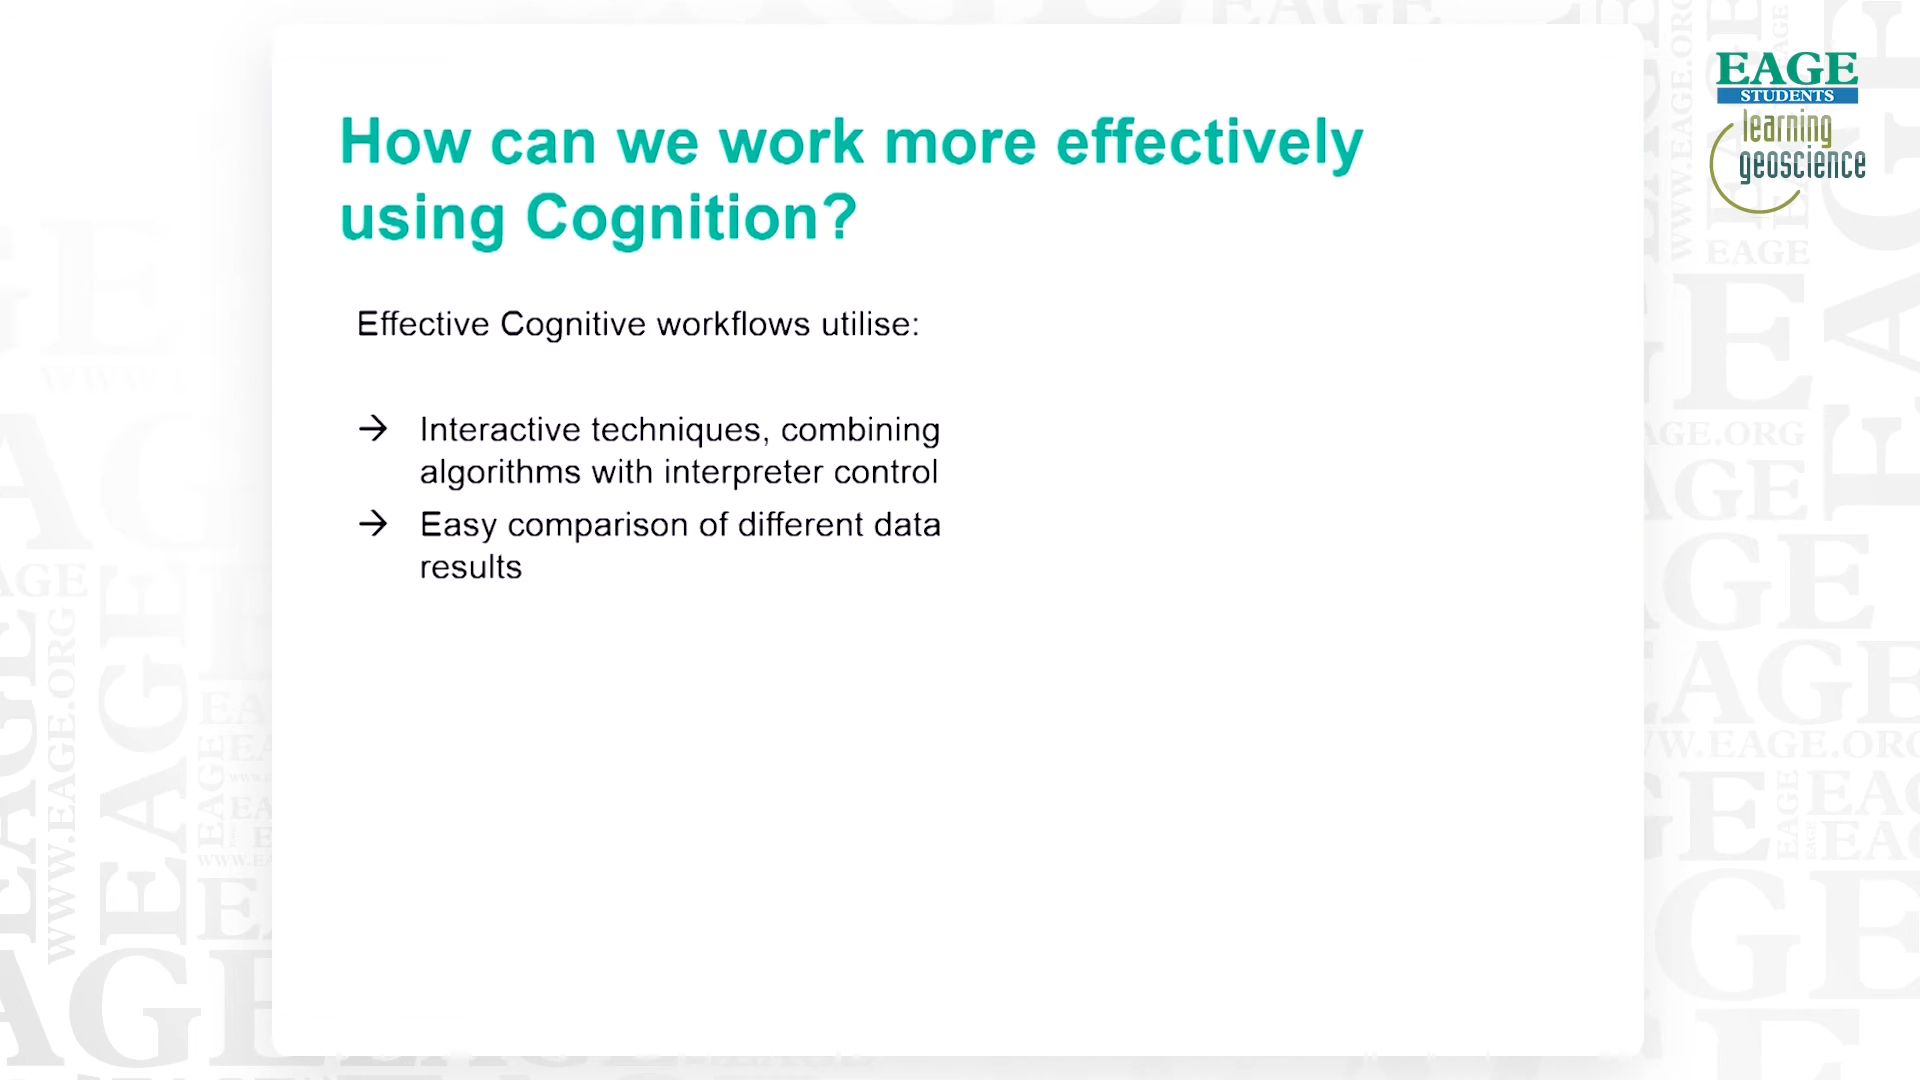 How can we work more effectively
using Cognition?
Effective Cognitive workflows utilise:
→ Interactive techniques, combining
algorithms with interpreter control
→ Easy comparison of different data
results
EAGE
STUDENTS
learning
geoscience